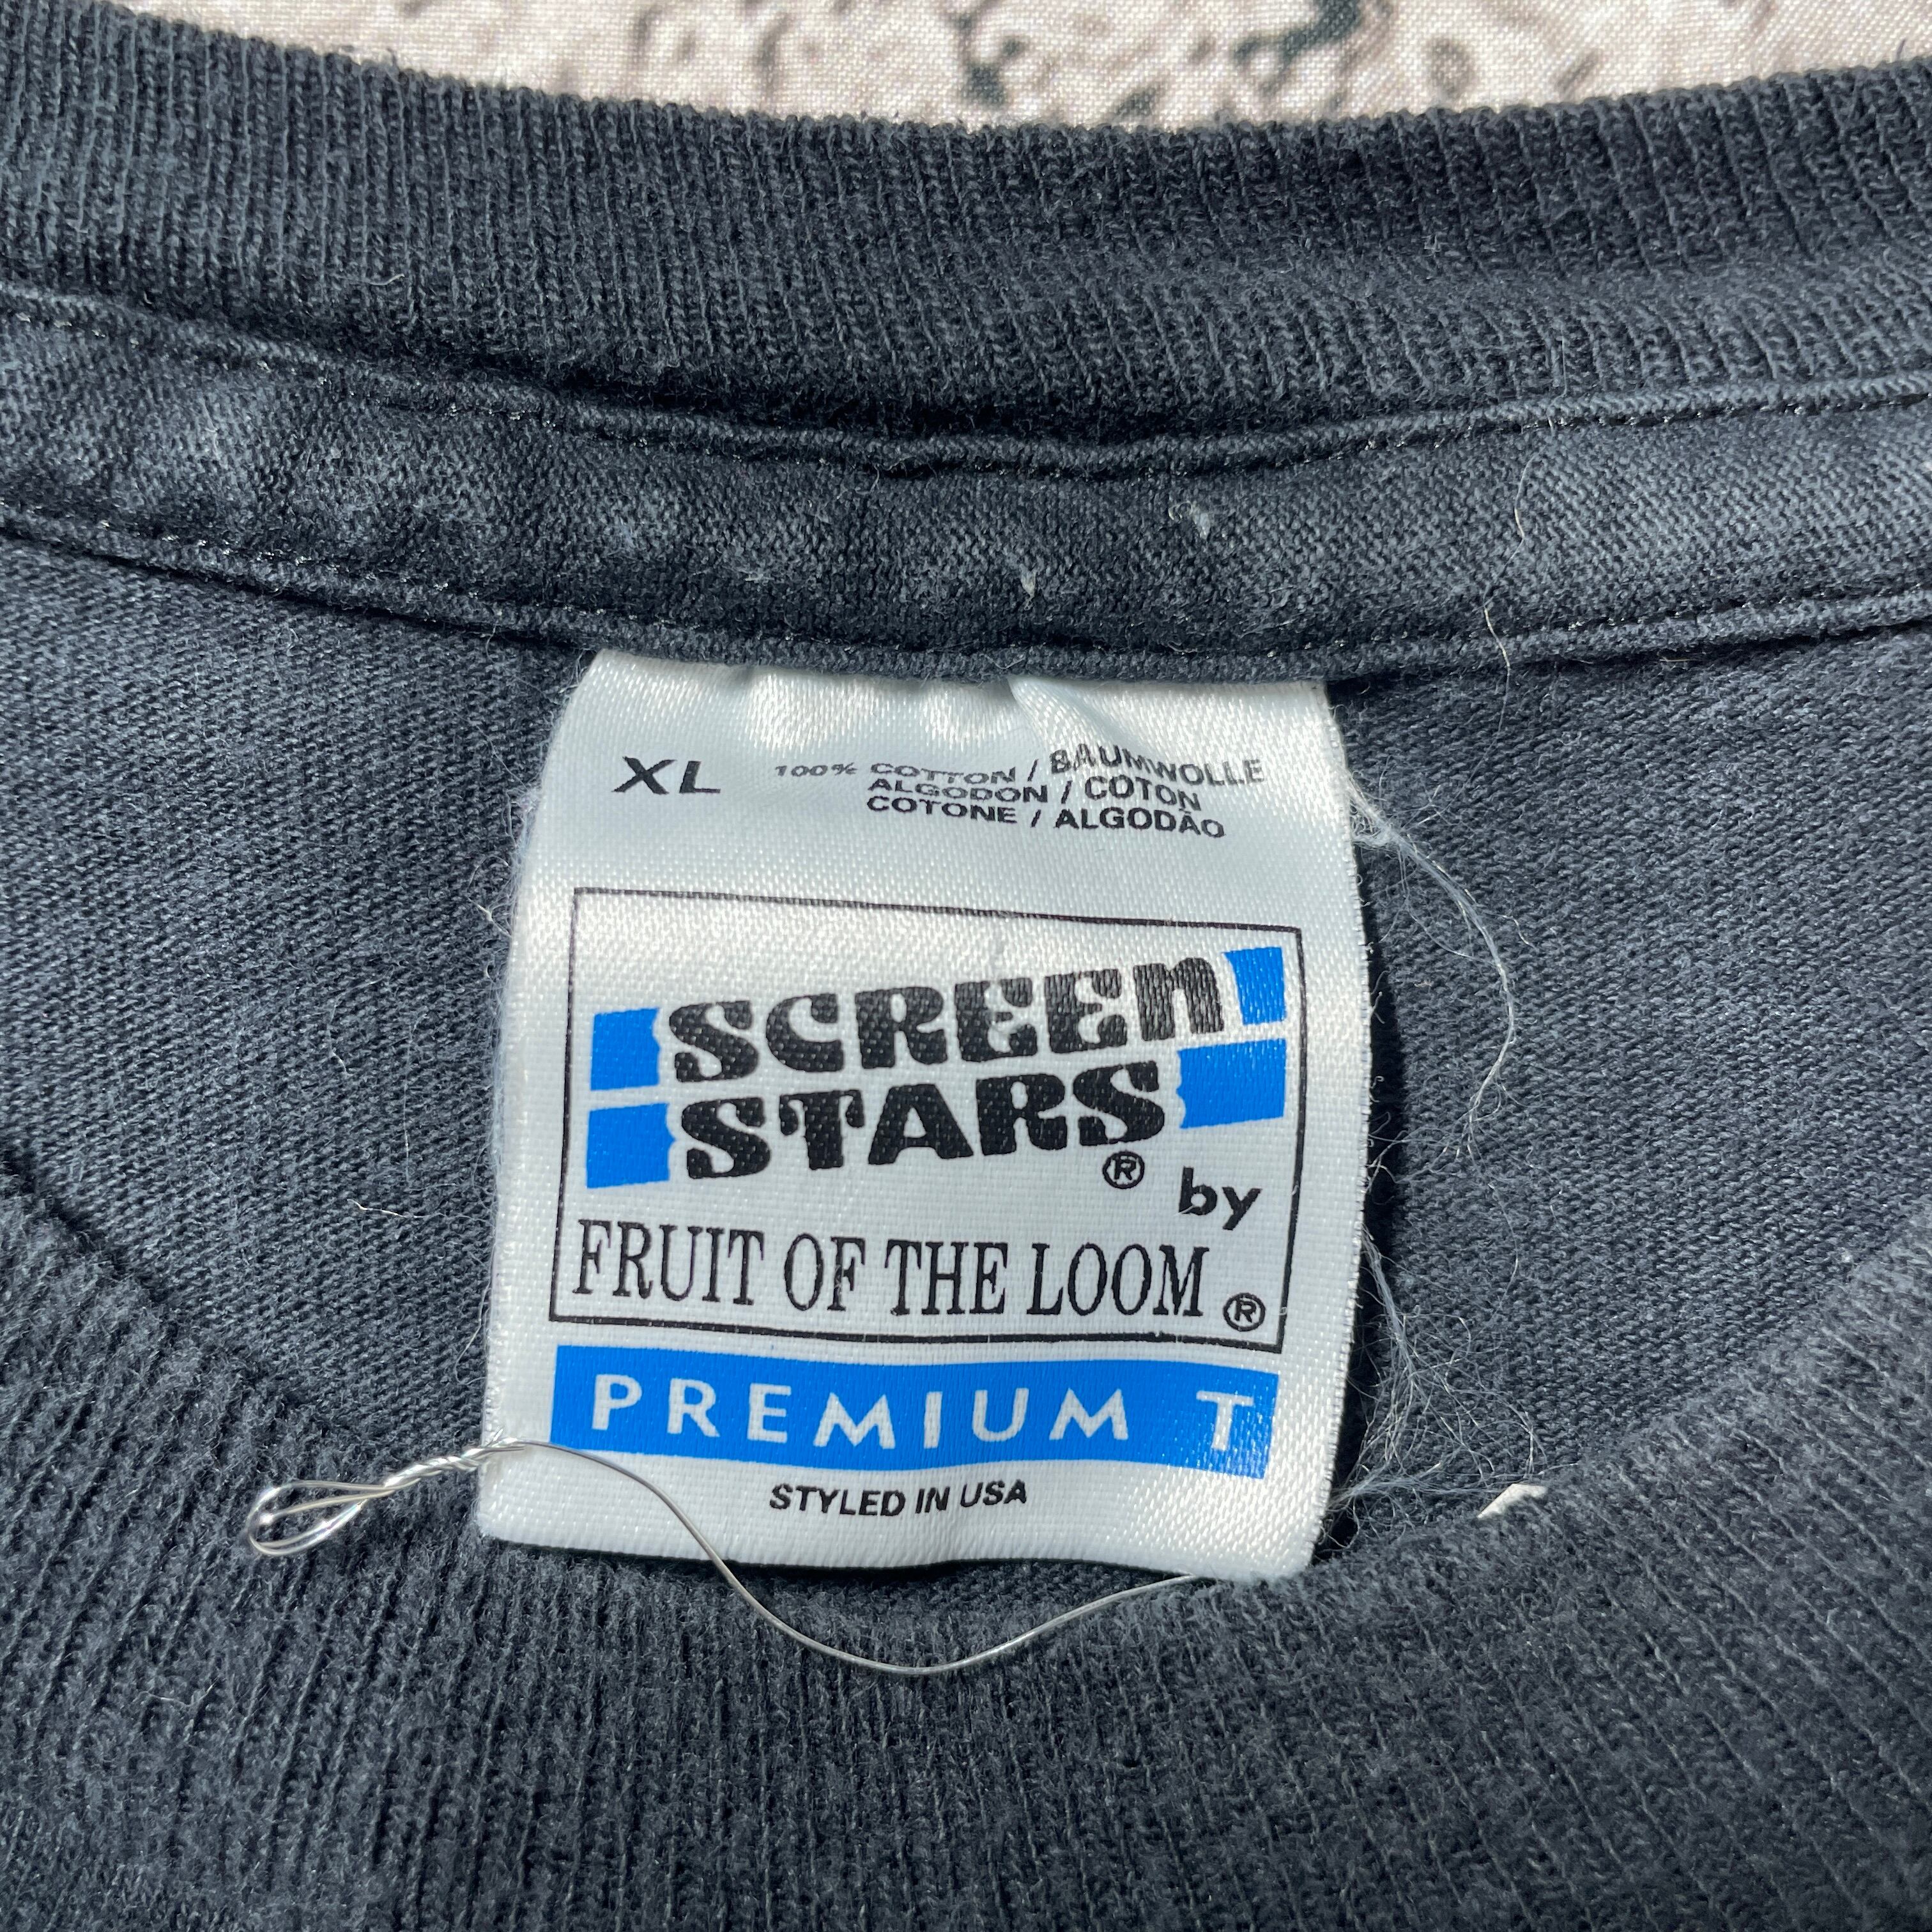 XL 100% COTTON / BAUMWOLLE
ALGODON / COTON
COTONE / ALGODÃO
SCREEN
STARS® by
FRUIT OF THE LOOM®
PREMIUM T
STYLED IN USA